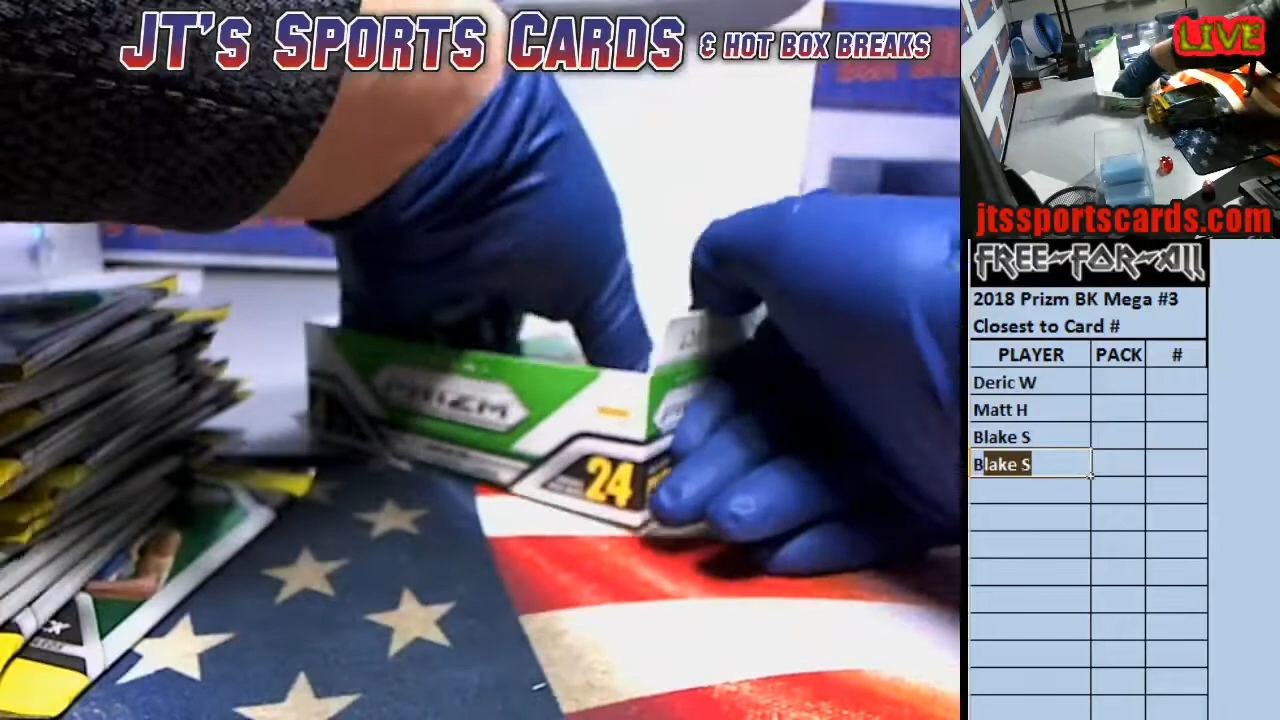 JT's Sports Cards & Hot Box Breaks
LIVE
jtssportscards.com
FREE-FOR-ALL
2018 Prizm BK Mega #3
Closest to Card #
PLAYER PACK #
Deric W
Matt H
Blake S
Blake S
PRIZM
24